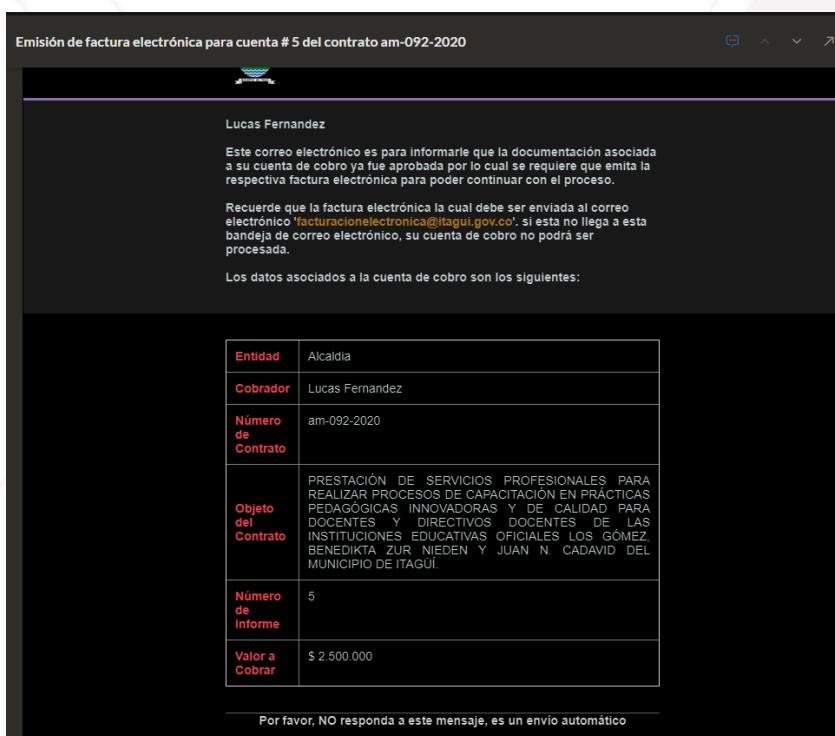 Emisión de factura electrónica para cuenta # 5 del contrato am-092-2020
Lucas Fernandez
Este correo electrónico es para informarle que la documentación asociada
a su cuenta de cobro ya fue aprobada por lo cual se requiere que emita la
respectiva factura electrónica para poder continuar con el proceso.
Recuerde que la factura electrónica la cual debe ser enviada al correo
electrónico 'facturacionelectronica@itagui.gov.co'. si esta no llega a esta
bandeja de correo electrónico, su cuenta de cobro no podrá ser
procesada.
Los datos asociados a la cuenta de cobro son los siguientes:
Entidad Alcaldia
Cobrador Lucas Fernandez
Número am-092-2020
de
Contrato
Objeto
del
Contrato
PRESTACIÓN DE SERVICIOS PROFESIONALES PARA
REALIZAR PROCESOS DE CAPACITACIÓN EN PRÁCTICAS
PEDAGÓGICAS INNOVADORAS Y DE CALIDAD PARA
DOCENTES Y DIRECTIVOS DOCENTES DE LAS
INSTITUCIONES EDUCATIVAS OFICIALES LOS GÓMEZ,
BENEDIKTA ZUR NIEDEN Y JUAN N. CADAVID DEL
MUNICIPIO DE ITAGÜÍ.
Número 5
de
Informe
Valor a $ 2.500.000
Cobrar
Por favor, NO responda a este mensaje, es un envío automático